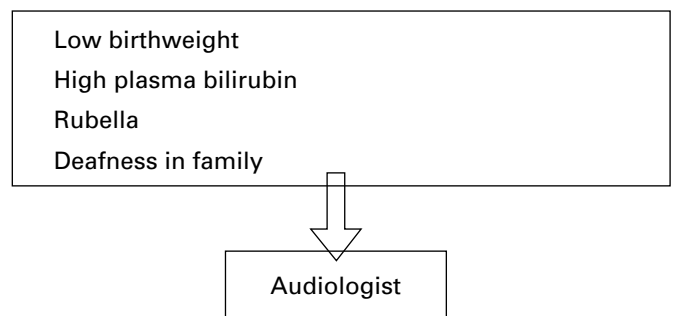 Low birthweight
High plasma bilirubin
Rubella
Deafness in family
Audiologist